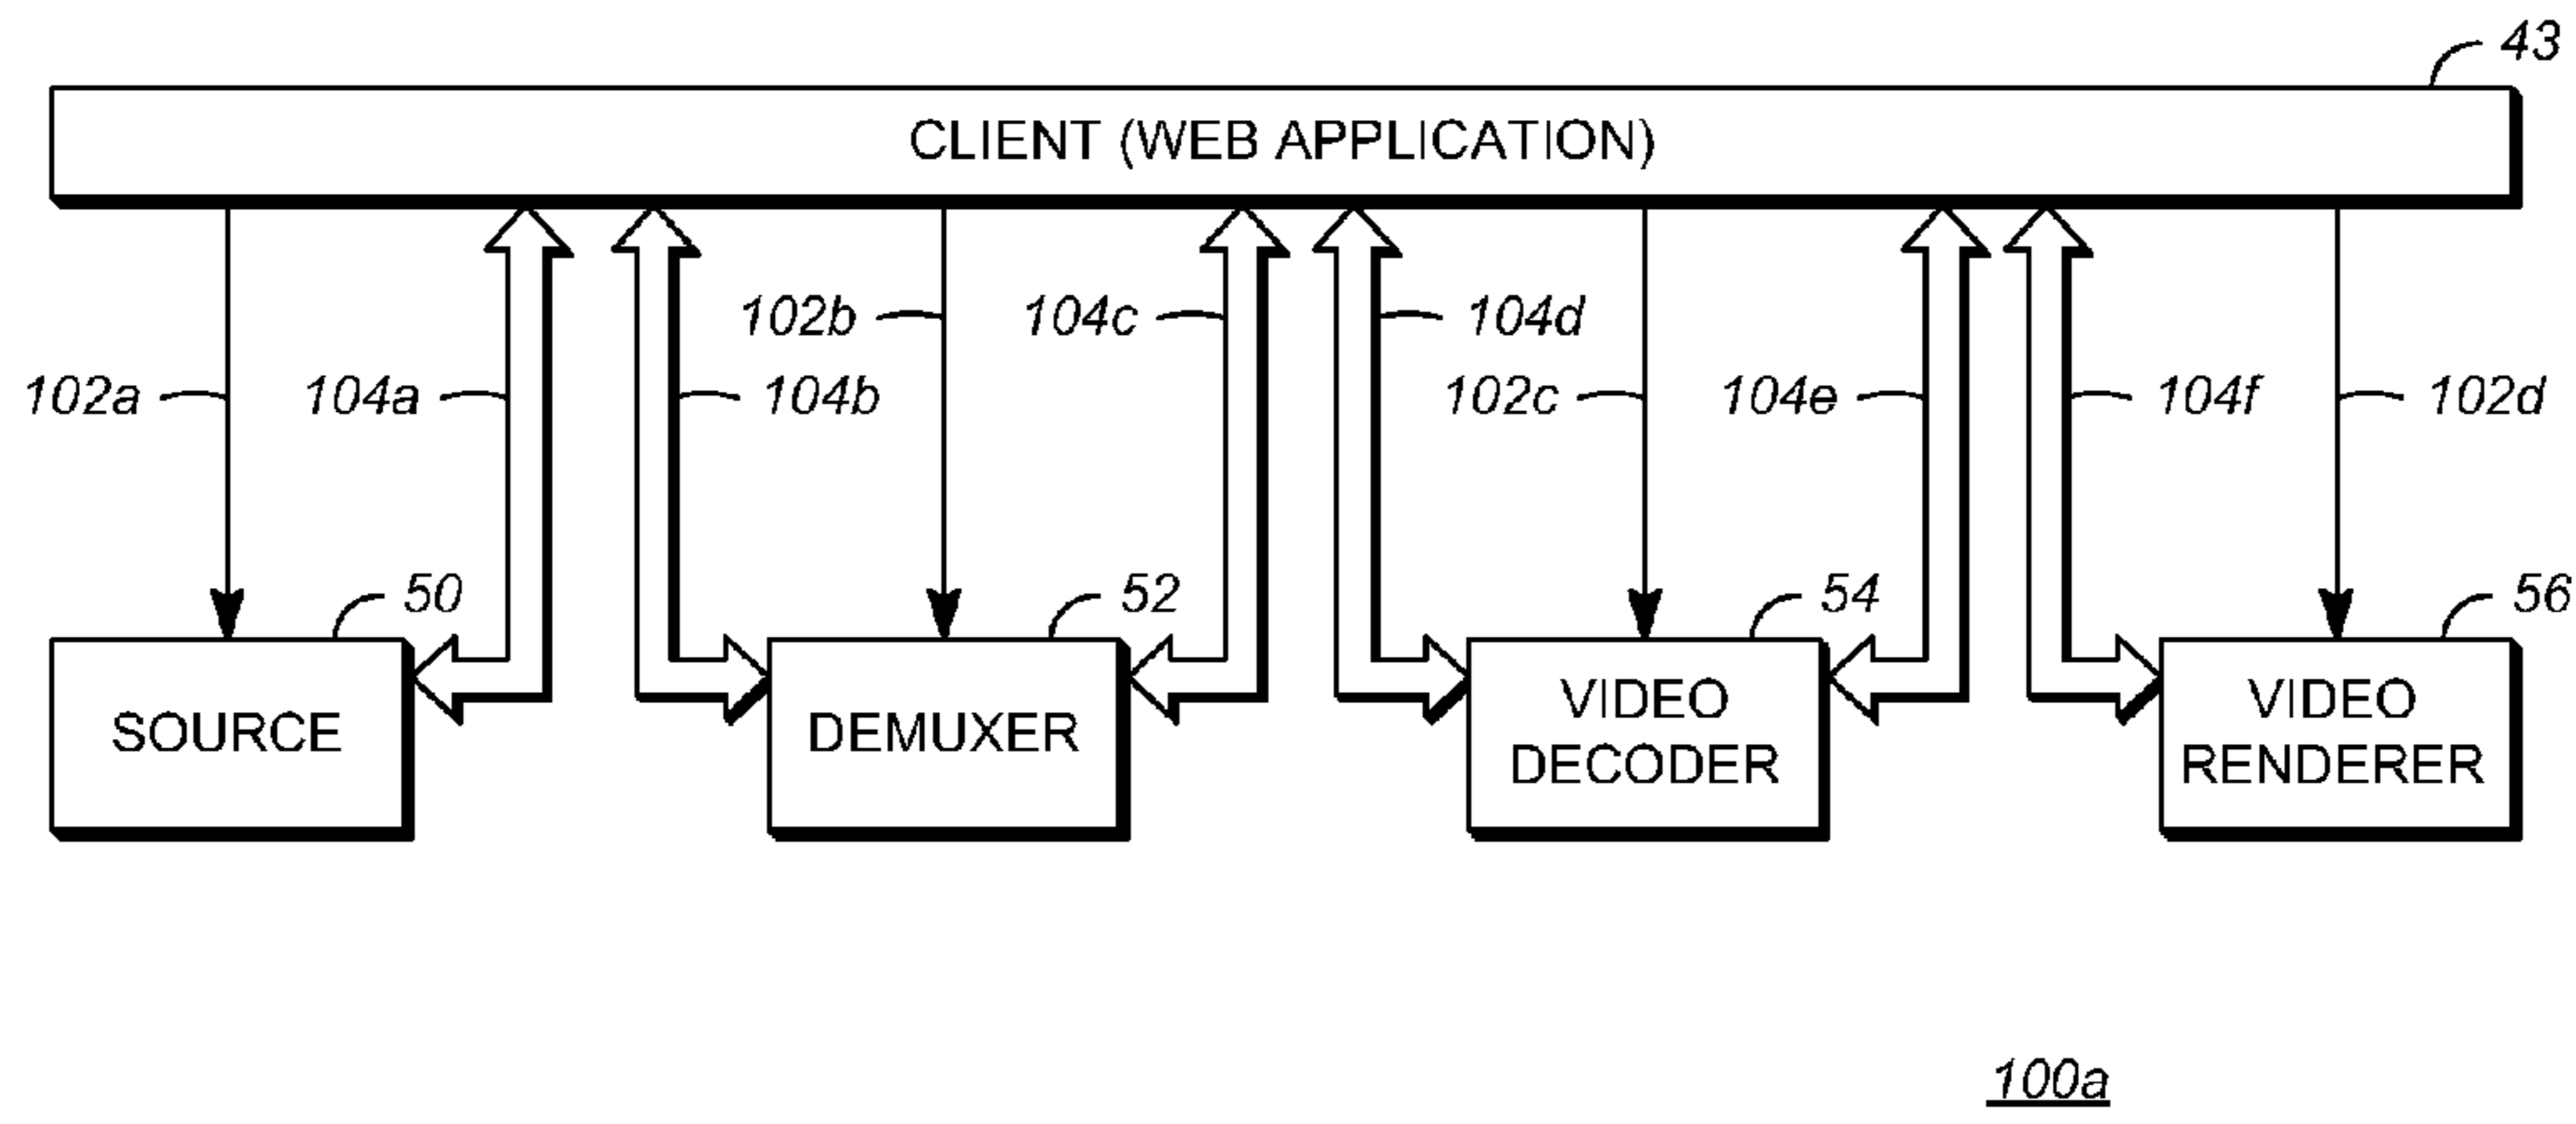 43
CLIENT (WEB APPLICATION)
102b
104c
104d
102a
104a
104b
102c
104e
104f
102d
50
52
54
56
SOURCE
DEMUXER
VIDEO
DECODER
VIDEO
RENDERER
100a